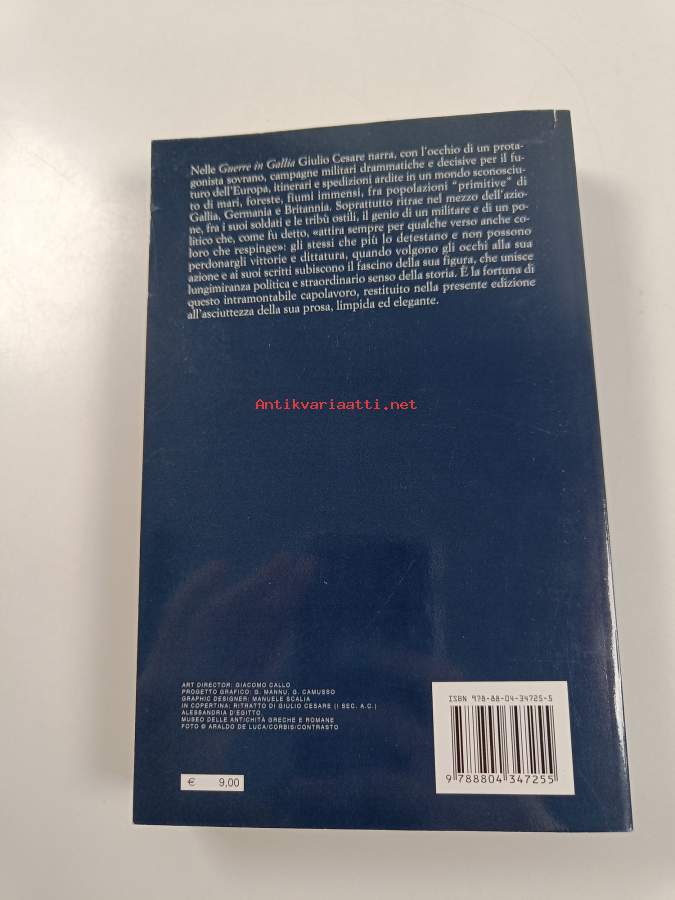 Nelle Guerre in Gallia Giulio Cesare narra, con l'occhio di un prota-
gonista sovrano, campagne militari drammatiche e decisive per il fu-
turo dell'Europa, itinerari e spedizioni ardite in un mondo sconosciu-
to di mari, foreste, fiumi immensi, fra popolazioni "primitive" di
Gallia, Germania e Britannia. Soprattutto ritrae nel mezzo dell'azio-
ne, fra i suoi soldati e le tribù ostili, il genio di un militare e di un po-
litico che, come fu detto, «attira sempre per qualche verso anche co-
loro che respinge»: gli stessi che più lo detestano e non possono
perdonargli vittorie e dittatura, quando volgono gli occhi alla sua
azione e ai suoi scritti subiscono il fascino della sua figura, che unisce
lungimiranza politica e straordinario senso della storia. È la fortuna di
questo intramontabile capolavoro, restituito nella presente edizione
all'asciuttezza della sua prosa, limpida ed elegante.
Antikvariaatti.net
ART DIRECTOR: GIACOMO CALLO
PROGETTO GRAFICO: G. MANNU, G. CAMUSSO
GRAPHIC DESIGNER: MANUELE SCALIA
IN COPERTINA: RITRATTO DI GIULIO CESARE (I SEC. A.C.)
ALESSANDRIA D'EGITTO,
MUSEO DELLE ANTICHITÀ GRECHE E ROMANE
FOTO © ARALDO DE LUCA/CORBIS/CONTRASTO
€ 9,00
ISBN 978-88-04-34725-5
9 788804 347255